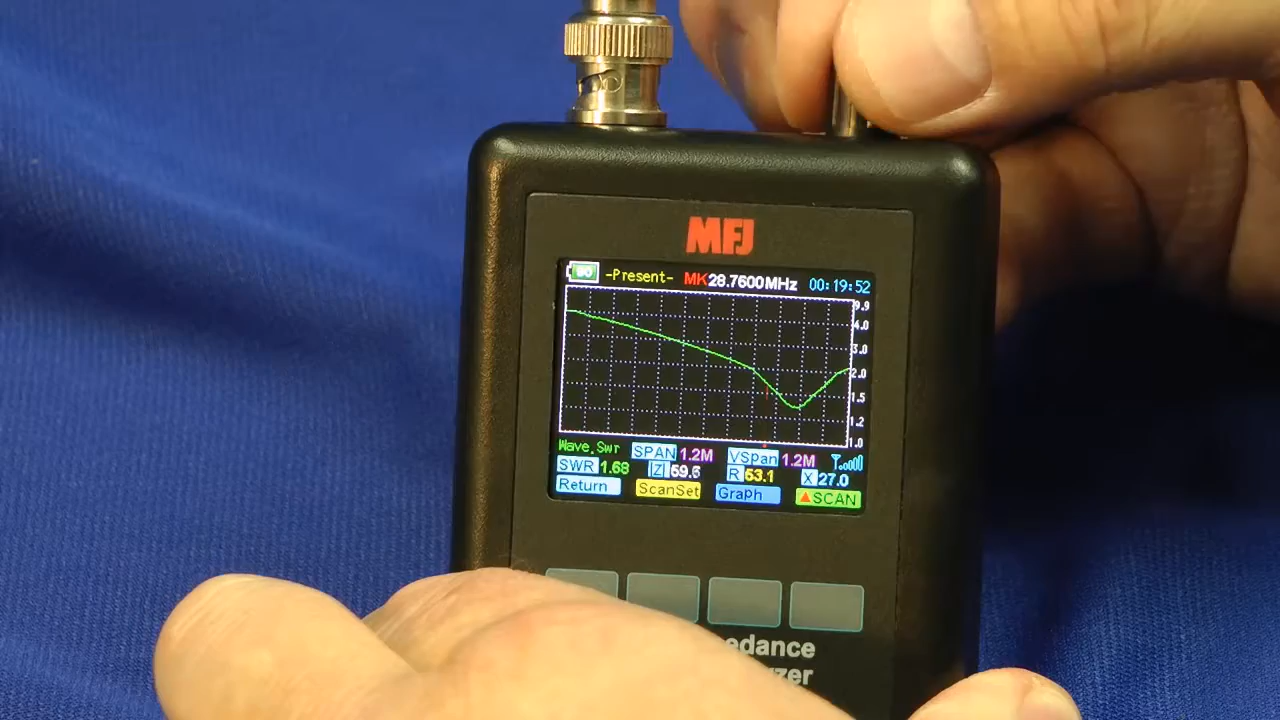 MFJ
90 -Present- MK28.7600MHz 00:19:52
9.9
4.0
3.0
2.0
1.5
1.2
1.0
Wave.Swr SPAN 1.2M VSpan 1.2M
SWR 1.68 |Z| 59.6 R 53.1 X 27.0
Return ScanSet Graph SCAN
edance
zer